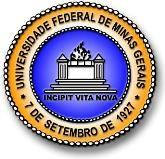 UNIVERSIDADE FEDERAL DE MINAS GERAIS
INCIPIT VITA NOVA
7 DE SETEMBRO DE 1927